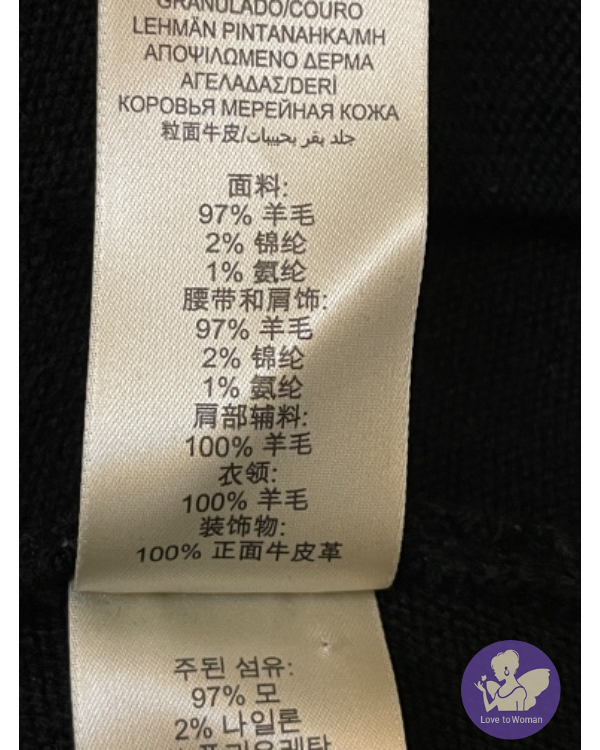 GRANULADO/COURO
LEHMÄN PINTANAHKA/ΜΗ
ΑΠΟΨΙΛΩΜΕΝΟ ΔΕΡΜΑ
ΑΓΕΛΑΔΑΣ/DERİ
КОРОВЬЯ МЕРЕЙНАЯ КОЖА
粒面牛皮/جلد بقر بحبيبات
面料:
97% 羊毛
2% 锦纶
1% 氨纶
腰带和肩饰:
97% 羊毛
2% 锦纶
1% 氨纶
肩部辅料:
100% 羊毛
衣领:
100% 羊毛
装饰物:
100% 正面牛皮革
주된 섬유:
97% 모
2% 나일론
Love to Woman